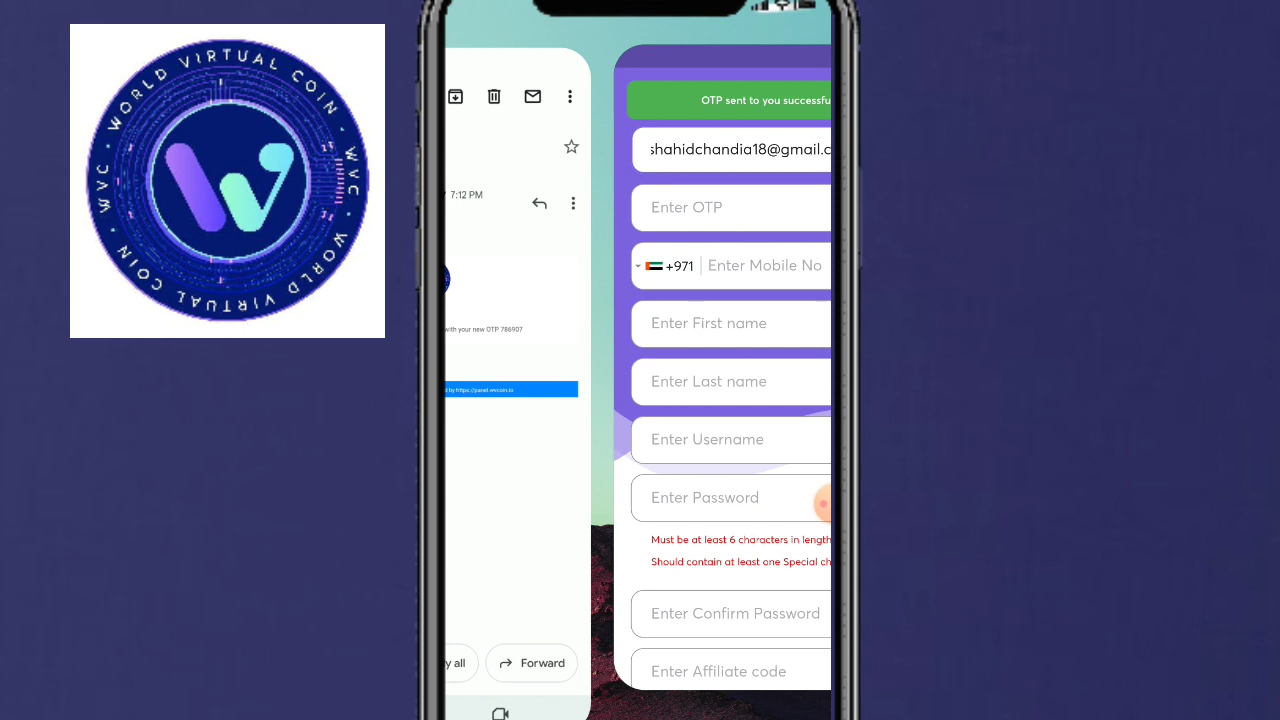 WORLD VIRTUAL COIN · WVC · WORLD VIRTUAL COIN · WVC ·
7:12 PM
with your new OTP 786907
d by https://panel.wvcoin.io
y all
Forward
OTP sent to you successfu
shahidchandia18@gmail.c
Enter OTP
+971
Enter Mobile No
Enter First name
Enter Last name
Enter Username
Enter Password
Must be at least 6 characters in length
Should contain at least one Special ch
Enter Confirm Password
Enter Affiliate code